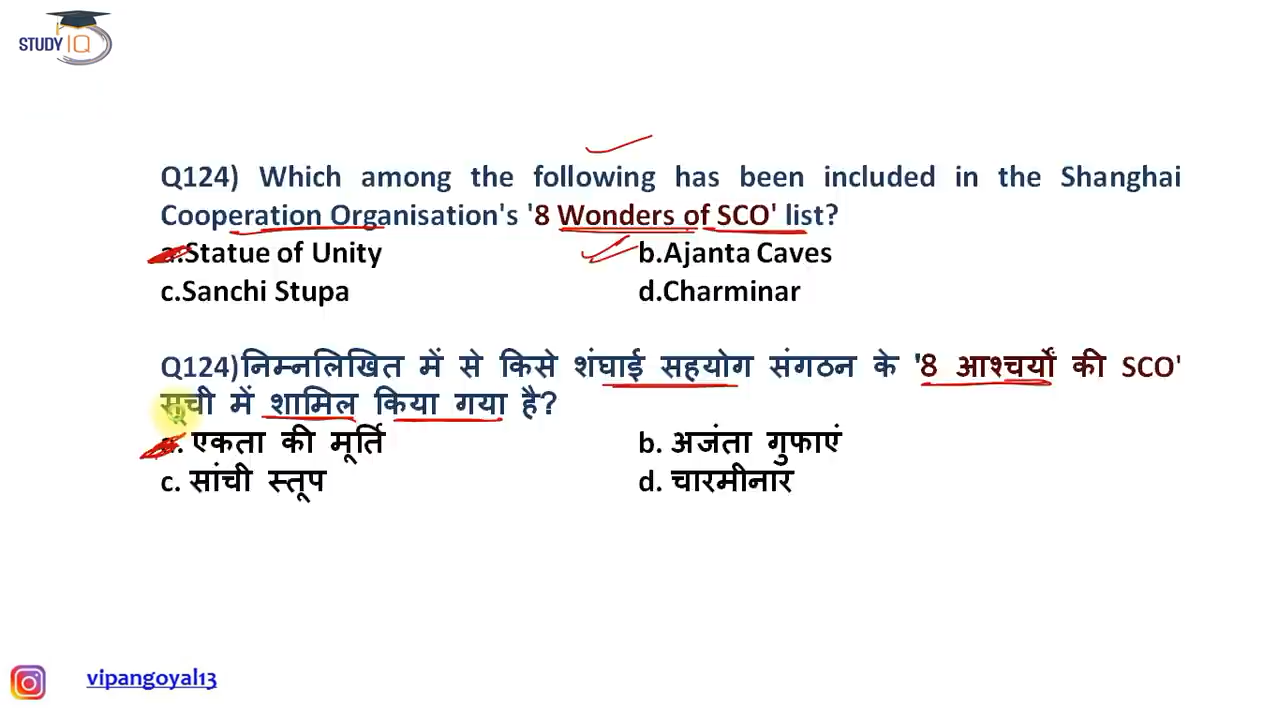 STUDY IQ
Q124) Which among the following has been included in the Shanghai
Cooperation Organisation's '8 Wonders of SCO' list?
a.Statue of Unity b.Ajanta Caves
c.Sanchi Stupa d.Charminar
Q124)निम्नलिखित में से किसे शंघाई सहयोग संगठन के '8 आश्चर्यों की SCO'
सूची में शामिल किया गया है?
a. एकता की मूर्ति b. अजंता गुफाएं
c. सांची स्तूप d. चारमीनार
vipangoyal13